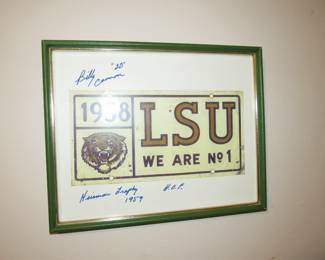 "20"
Billy Cannon
1958
LSU
WE ARE Nº 1
Heisman Trophy
1959